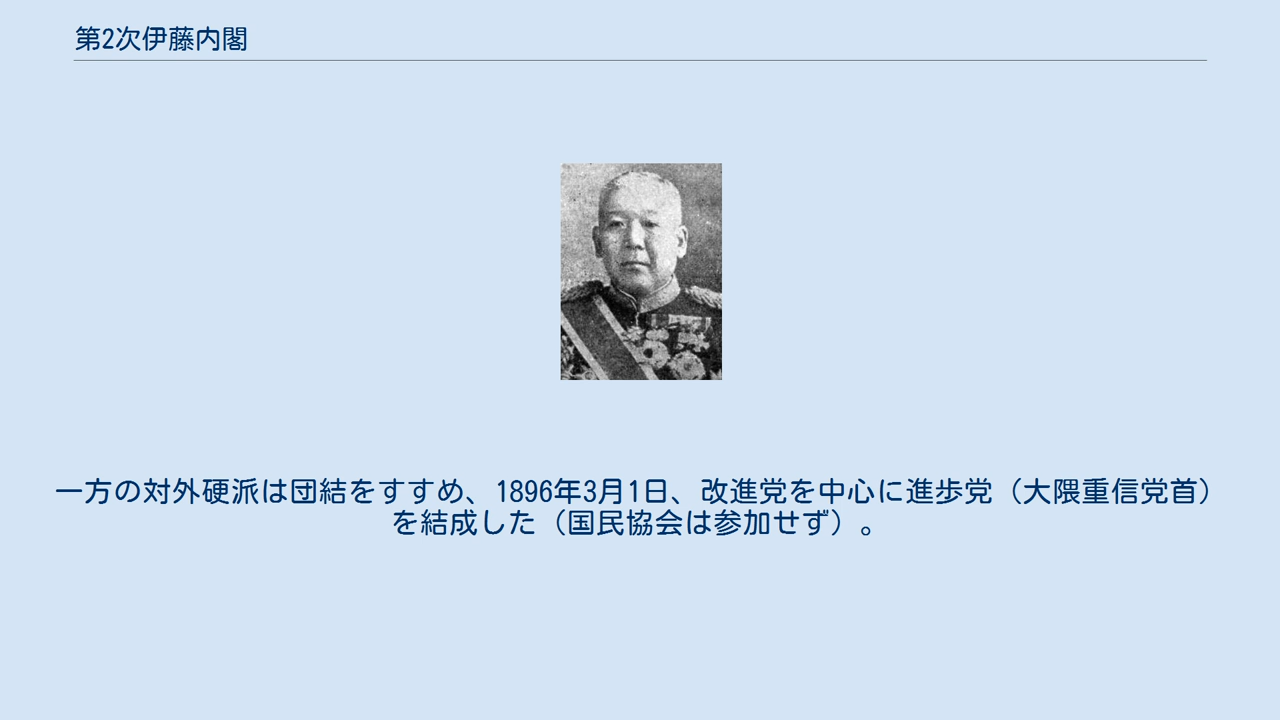 第2次伊藤内閣
一方の対外硬派は団結をすすめ、1896年3月1日、改進党を中心に進歩党（大隈重信党首）
を結成した（国民協会は参加せず）。